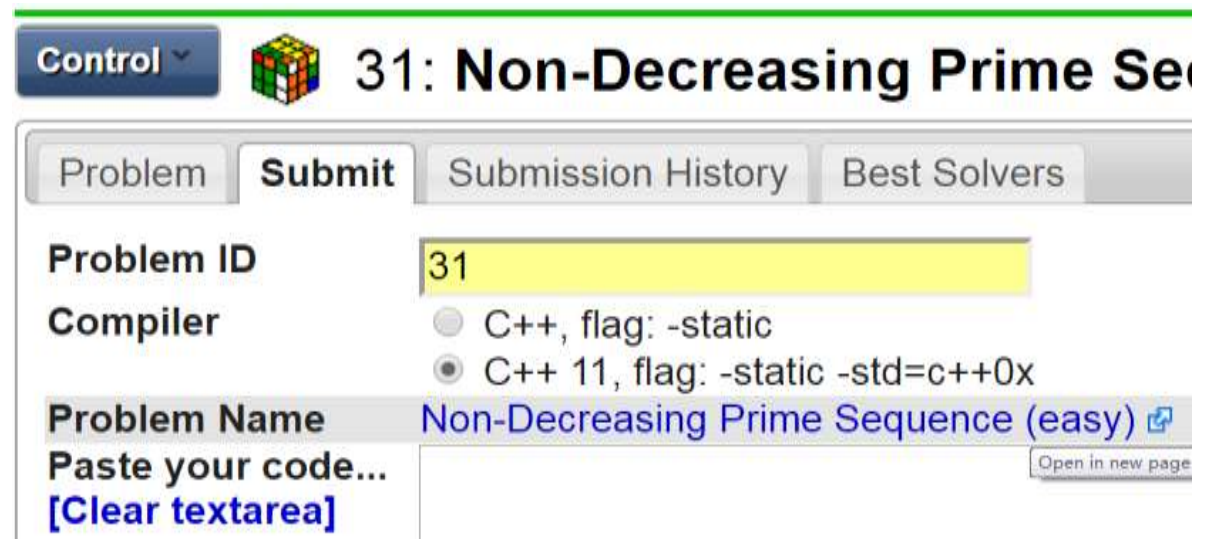 Control
31: Non-Decreasing Prime Se
Problem Submit Submission History Best Solvers
Problem ID 31
Compiler C++, flag: -static
C++ 11, flag: -static -std=c++0x
Problem Name Non-Decreasing Prime Sequence (easy)
Paste your code... Open in new page
[Clear textarea]